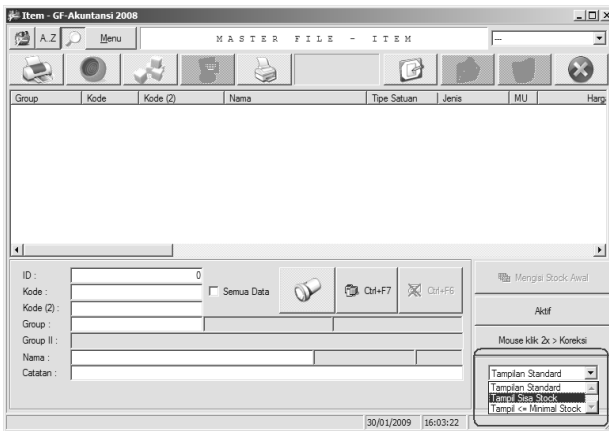 Item - GF-Akuntansi 2008
A..Z Menu MASTER FILE - ITEM ---
Group Kode Kode (2) Nama Tipe Satuan Jenis MU Harg
ID : 0
Kode : Semua Data Ctrl+F7 Ctrl+F6 Mengisi Stock Awal
Kode (2) :
Group : Aktif
Group II : Mouse klik 2x > Koreksi
Nama :
Catatan : Tampilan Standard
Tampilan Standard
Tampil Sisa Stock
Tampil <= Minimal Stock
30/01/2009 16:03:22